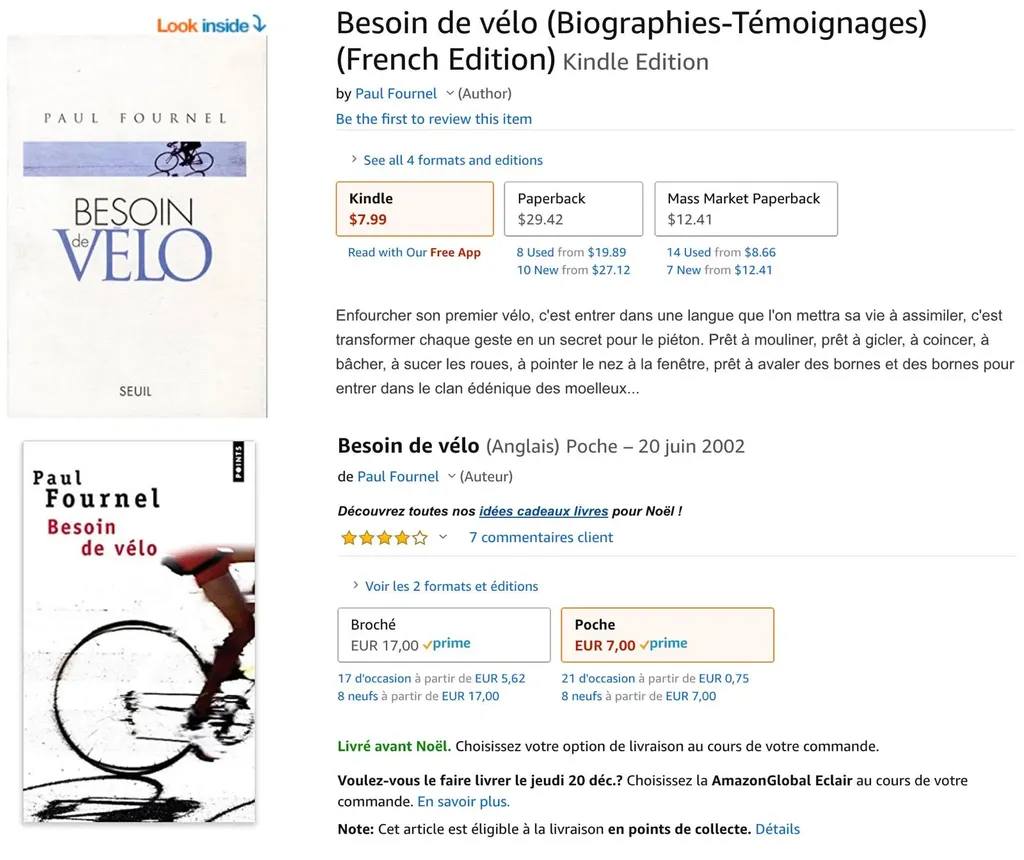 Look inside
PAUL FOURNEL
BESOIN
de
VÉLO
SEUIL
Besoin de vélo (Biographies-Témoignages)
(French Edition) Kindle Edition
by Paul Fournel (Author)
Be the first to review this item
See all 4 formats and editions
Kindle
$7.99
Read with Our Free App
Paperback
$29.42
8 Used from $19.89
10 New from $27.12
Mass Market Paperback
$12.41
14 Used from $8.66
7 New from $12.41
Enfourcher son premier vélo, c'est entrer dans une langue que l'on mettra sa vie à assimiler, c'est
transformer chaque geste en un secret pour le piéton. Prêt à mouliner, prêt à gicler, à coincer, à
bâcher, à sucer les roues, à pointer le nez à la fenêtre, prêt à avaler des bornes et des bornes pour
entrer dans le clan édénique des moelleux...
POINTS
Paul
Fournel
Besoin
de vélo
Besoin de vélo (Anglais) Poche – 20 juin 2002
de Paul Fournel (Auteur)
Découvrez toutes nos idées cadeaux livres pour Noël !
7 commentaires client
Voir les 2 formats et éditions
Broché
EUR 17,00 prime
17 d'occasion à partir de EUR 5,62
8 neufs à partir de EUR 17,00
Poche
EUR 7,00 prime
21 d'occasion à partir de EUR 0,75
8 neufs à partir de EUR 7,00
Livré avant Noël. Choisissez votre option de livraison au cours de votre commande.
Voulez-vous le faire livrer le jeudi 20 déc.? Choisissez la AmazonGlobal Eclair au cours de votre
commande. En savoir plus.
Note: Cet article est éligible à la livraison en points de collecte. Détails